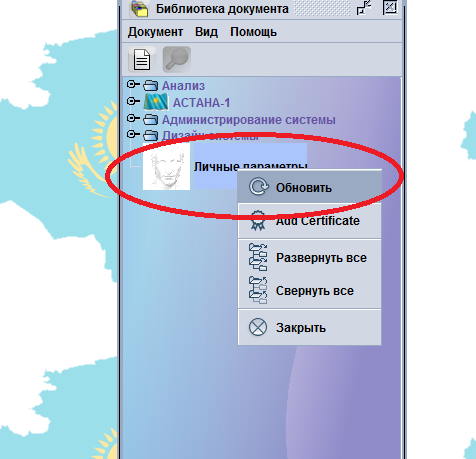 Библиотека документа
Документ Вид Помощь
Анализ
АСТАНА-1
Администрирование системы
Дизайн системы
Личные параметры
Обновить
Add Certificate
Развернуть все
Свернуть все
Закрыть